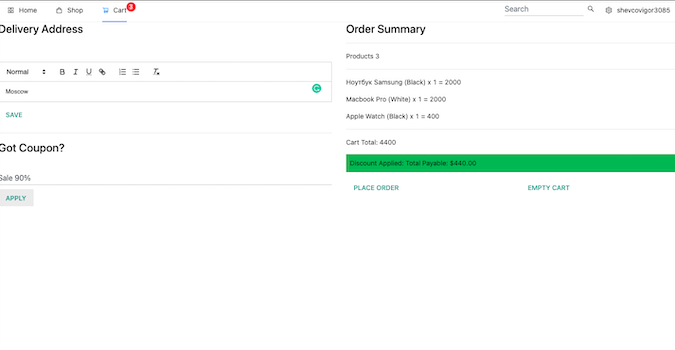 Home
Shop
Cart
3
Search
shevcovigor3085
Delivery Address
Normal
B I U
Moscow
SAVE
Got Coupon?
Sale 90%
APPLY
Order Summary
Products 3
Ноутбук Samsung (Black) x 1 = 2000
Macbook Pro (White) x 1 = 2000
Apple Watch (Black) x 1 = 400
Cart Total: 4400
Discount Applied: Total Payable: $440.00
PLACE ORDER
EMPTY CART